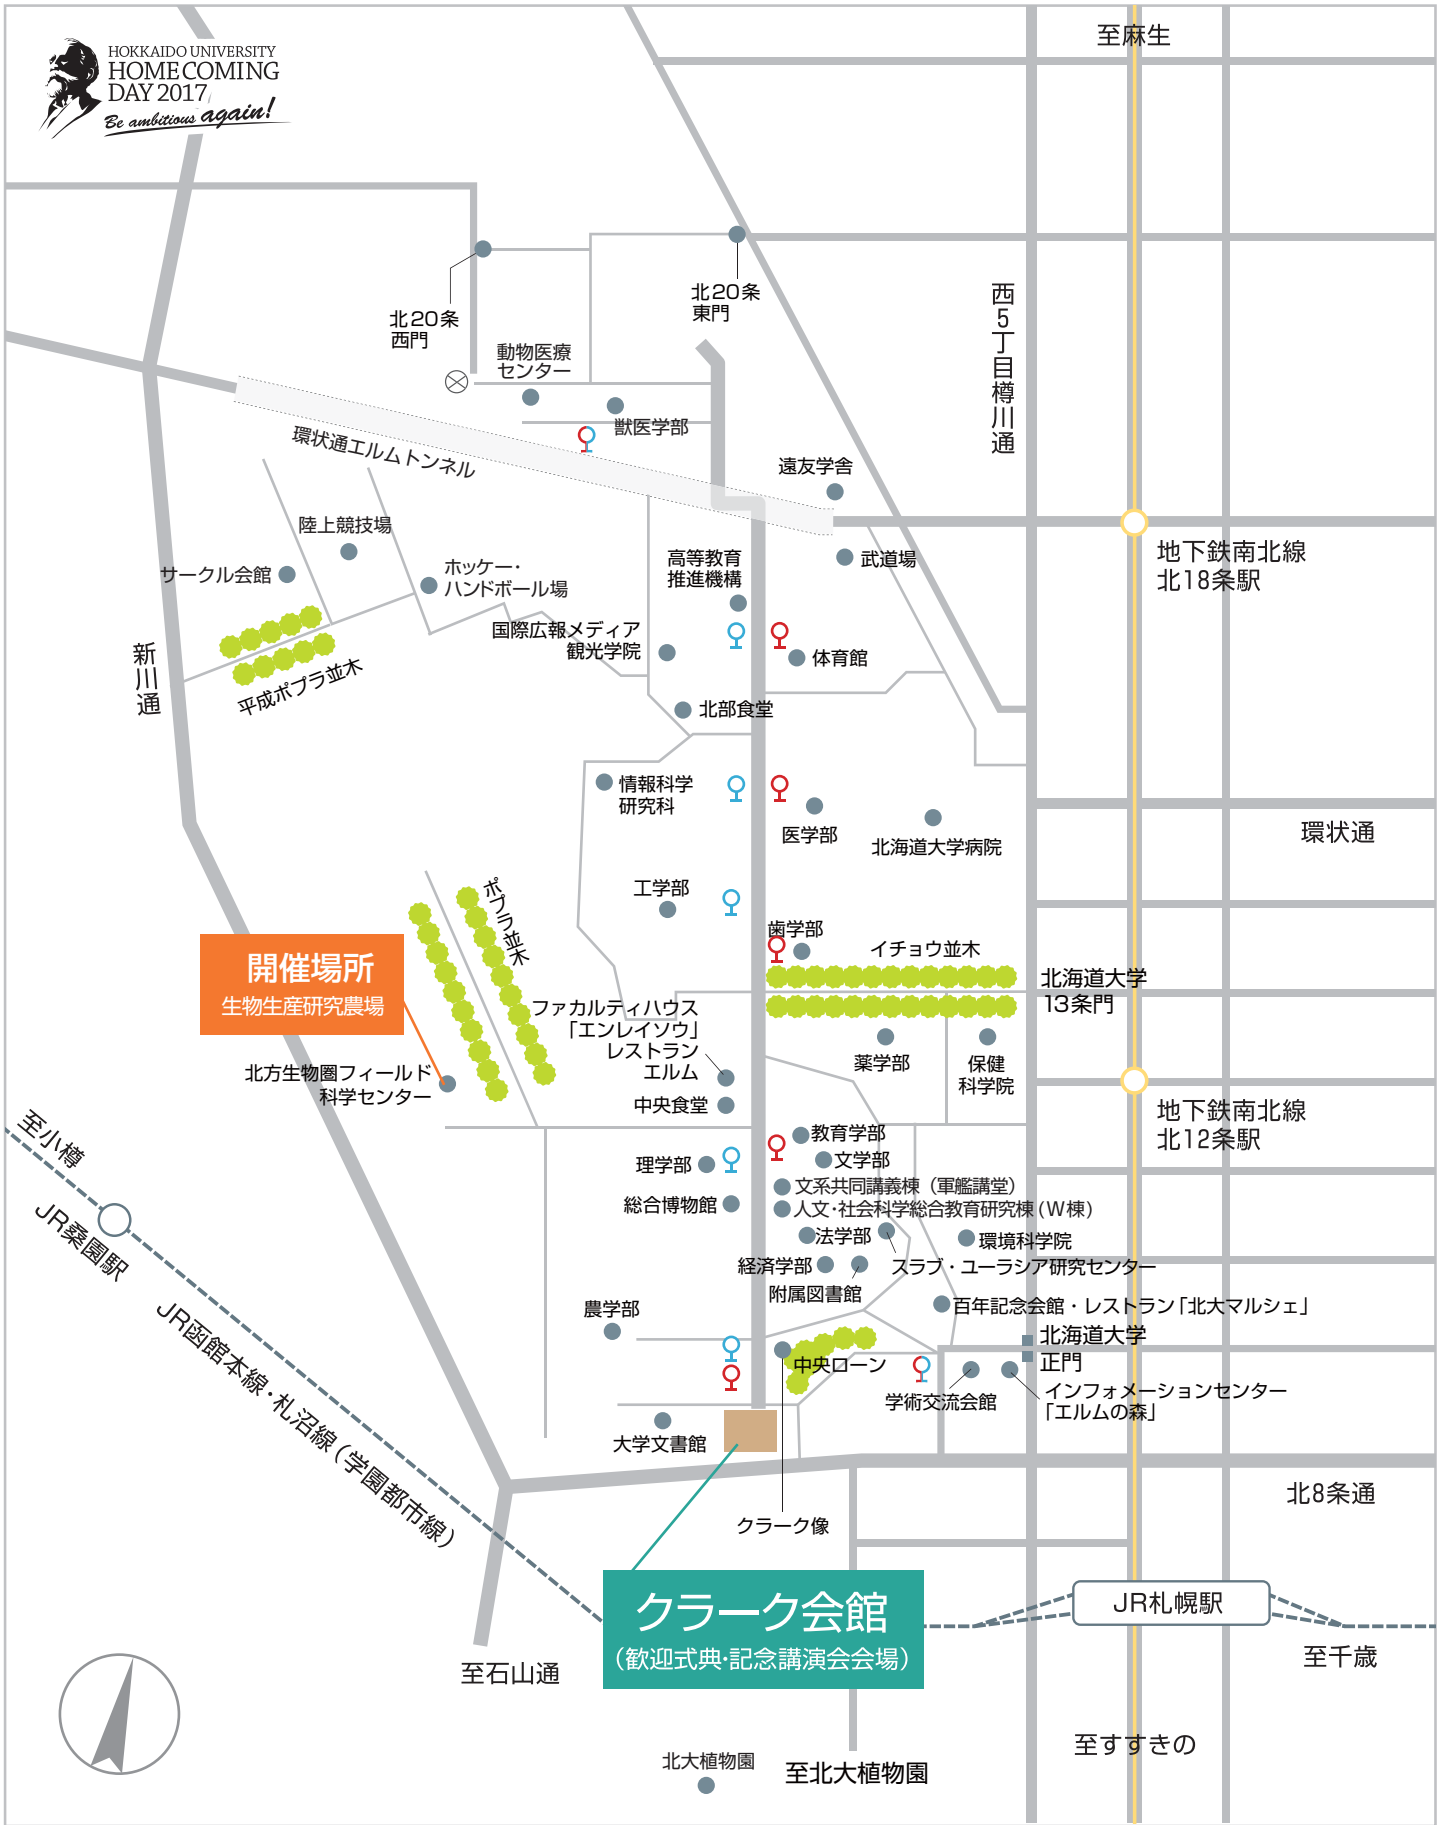 HOKKAIDO UNIVERSITY
HOMECOMING
DAY 2017
Be ambitious again!
至麻生
北20条
西門
北20条
東門
西5丁目樽川通
動物医療
センター
獣医学部
環状通エルムトンネル
遠友学舎
陸上競技場
サークル会館
ホッケー・
ハンドボール場
高等教育
推進機構
武道場
地下鉄南北線
北18条駅
国際広報メディア
観光学院
体育館
新川通
平成ポプラ並木
北部食堂
情報科学
研究科
医学部
北海道大学病院
環状通
工学部
ポプラ並木
歯学部
イチョウ並木
開催場所
生物生産研究農場
北海道大学
13条門
ファカルティハウス
「エンレイソウ」
レストラン
エルム
薬学部
保健
科学院
北方生物圏フィールド
科学センター
中央食堂
地下鉄南北線
北12条駅
至小樽
教育学部
文学部
理学部
文系共同講義棟（軍艦講堂）
総合博物館
人文・社会科学総合教育研究棟(W棟)
JR桑園駅
法学部
環境科学院
経済学部
スラブ・ユーラシア研究センター
附属図書館
農学部
百年記念会館・レストラン「北大マルシェ」
北海道大学
正門
JR函館本線・札沼線(学園都市線)
中央ローン
学術交流会館
インフォメーションセンター
「エルムの森」
大学文書館
北8条通
クラーク像
クラーク会館
（歓迎式典・記念講演会会場）
JR札幌駅
至千歳
至石山通
至すすきの
北大植物園
至北大植物園